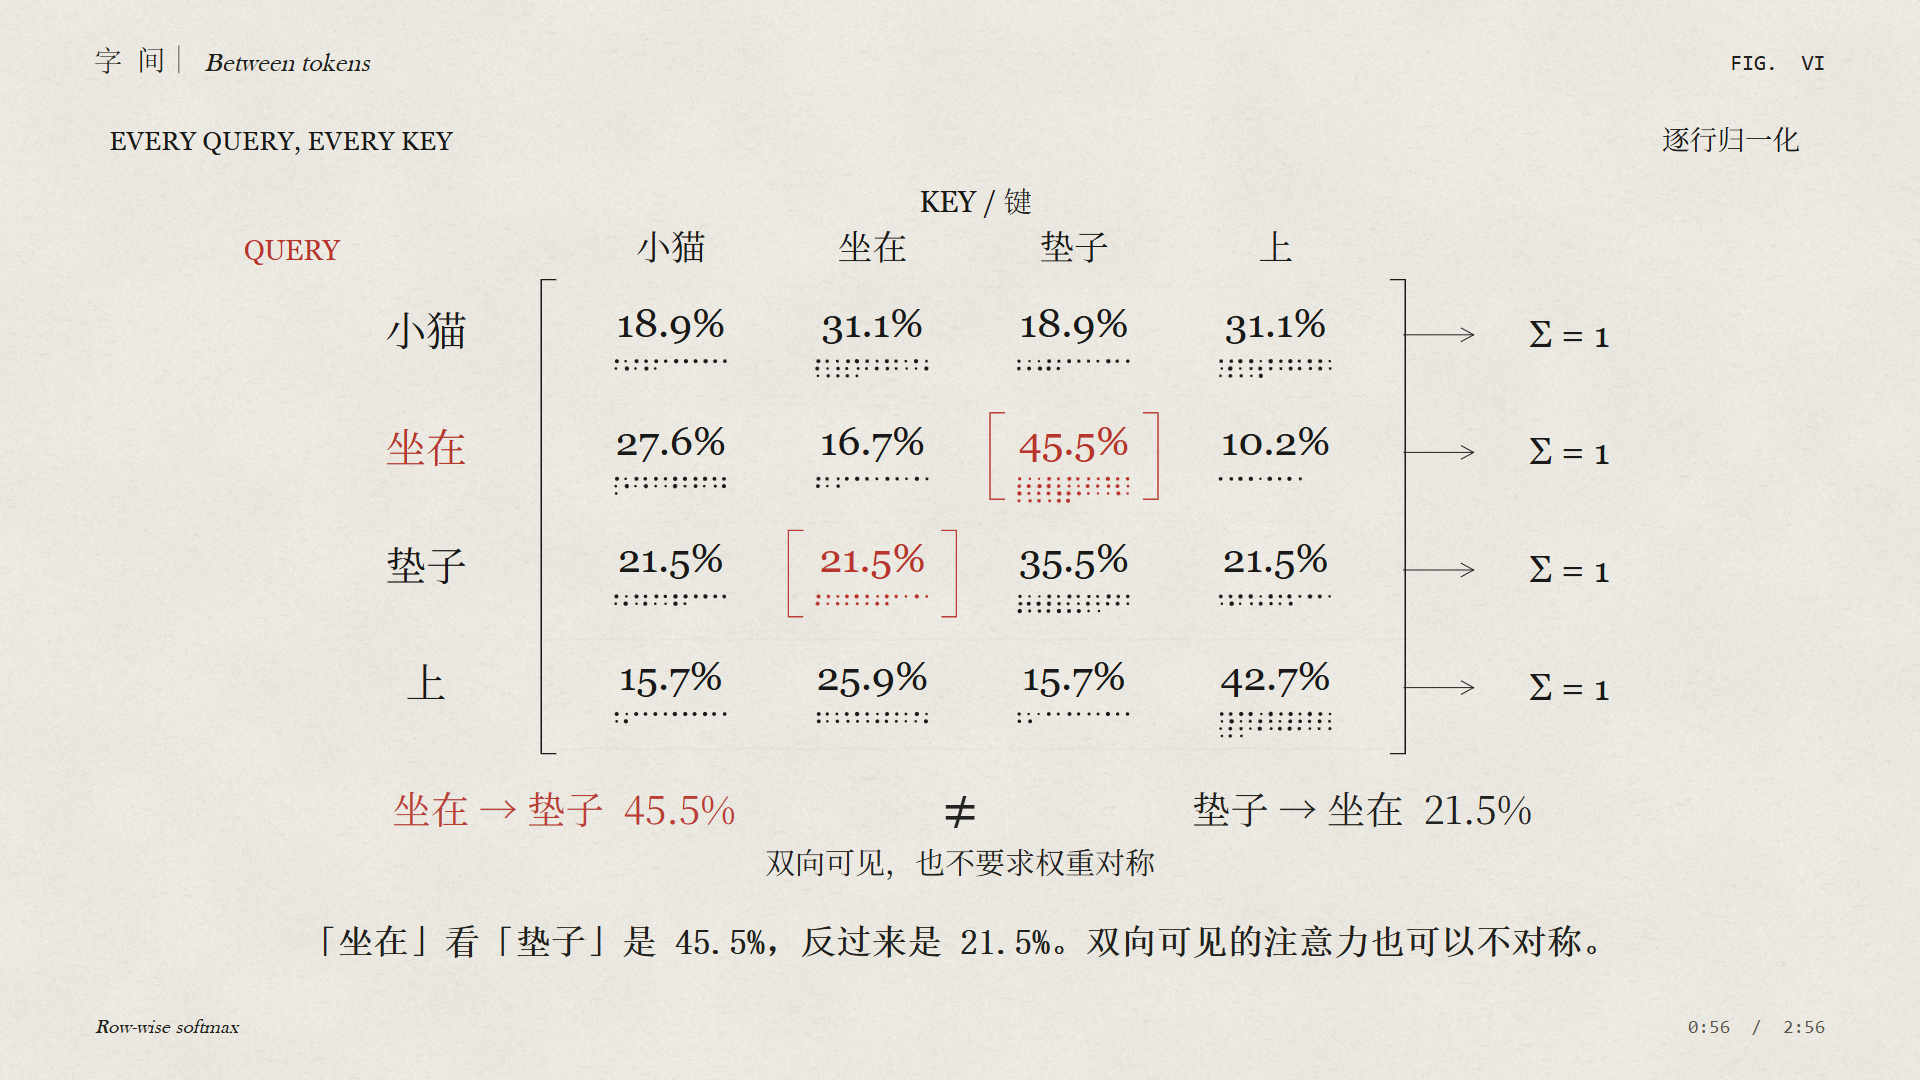 字 间 | Between tokens
FIG. VI
EVERY QUERY, EVERY KEY
逐行归一化
KEY / 键
QUERY 小猫 坐在 垫子 上
小猫 18.9% 31.1% 18.9% 31.1% Σ = 1
坐在 27.6% 16.7% 45.5% 10.2% Σ = 1
垫子 21.5% 21.5% 35.5% 21.5% Σ = 1
上 15.7% 25.9% 15.7% 42.7% Σ = 1
坐在 → 垫子 45.5% ≠ 垫子 → 坐在 21.5%
双向可见，也不要求权重对称
「坐在」看「垫子」是 45.5%，反过来是 21.5%。双向可见的注意力也可以不对称。
Row-wise softmax
0:56 / 2:56